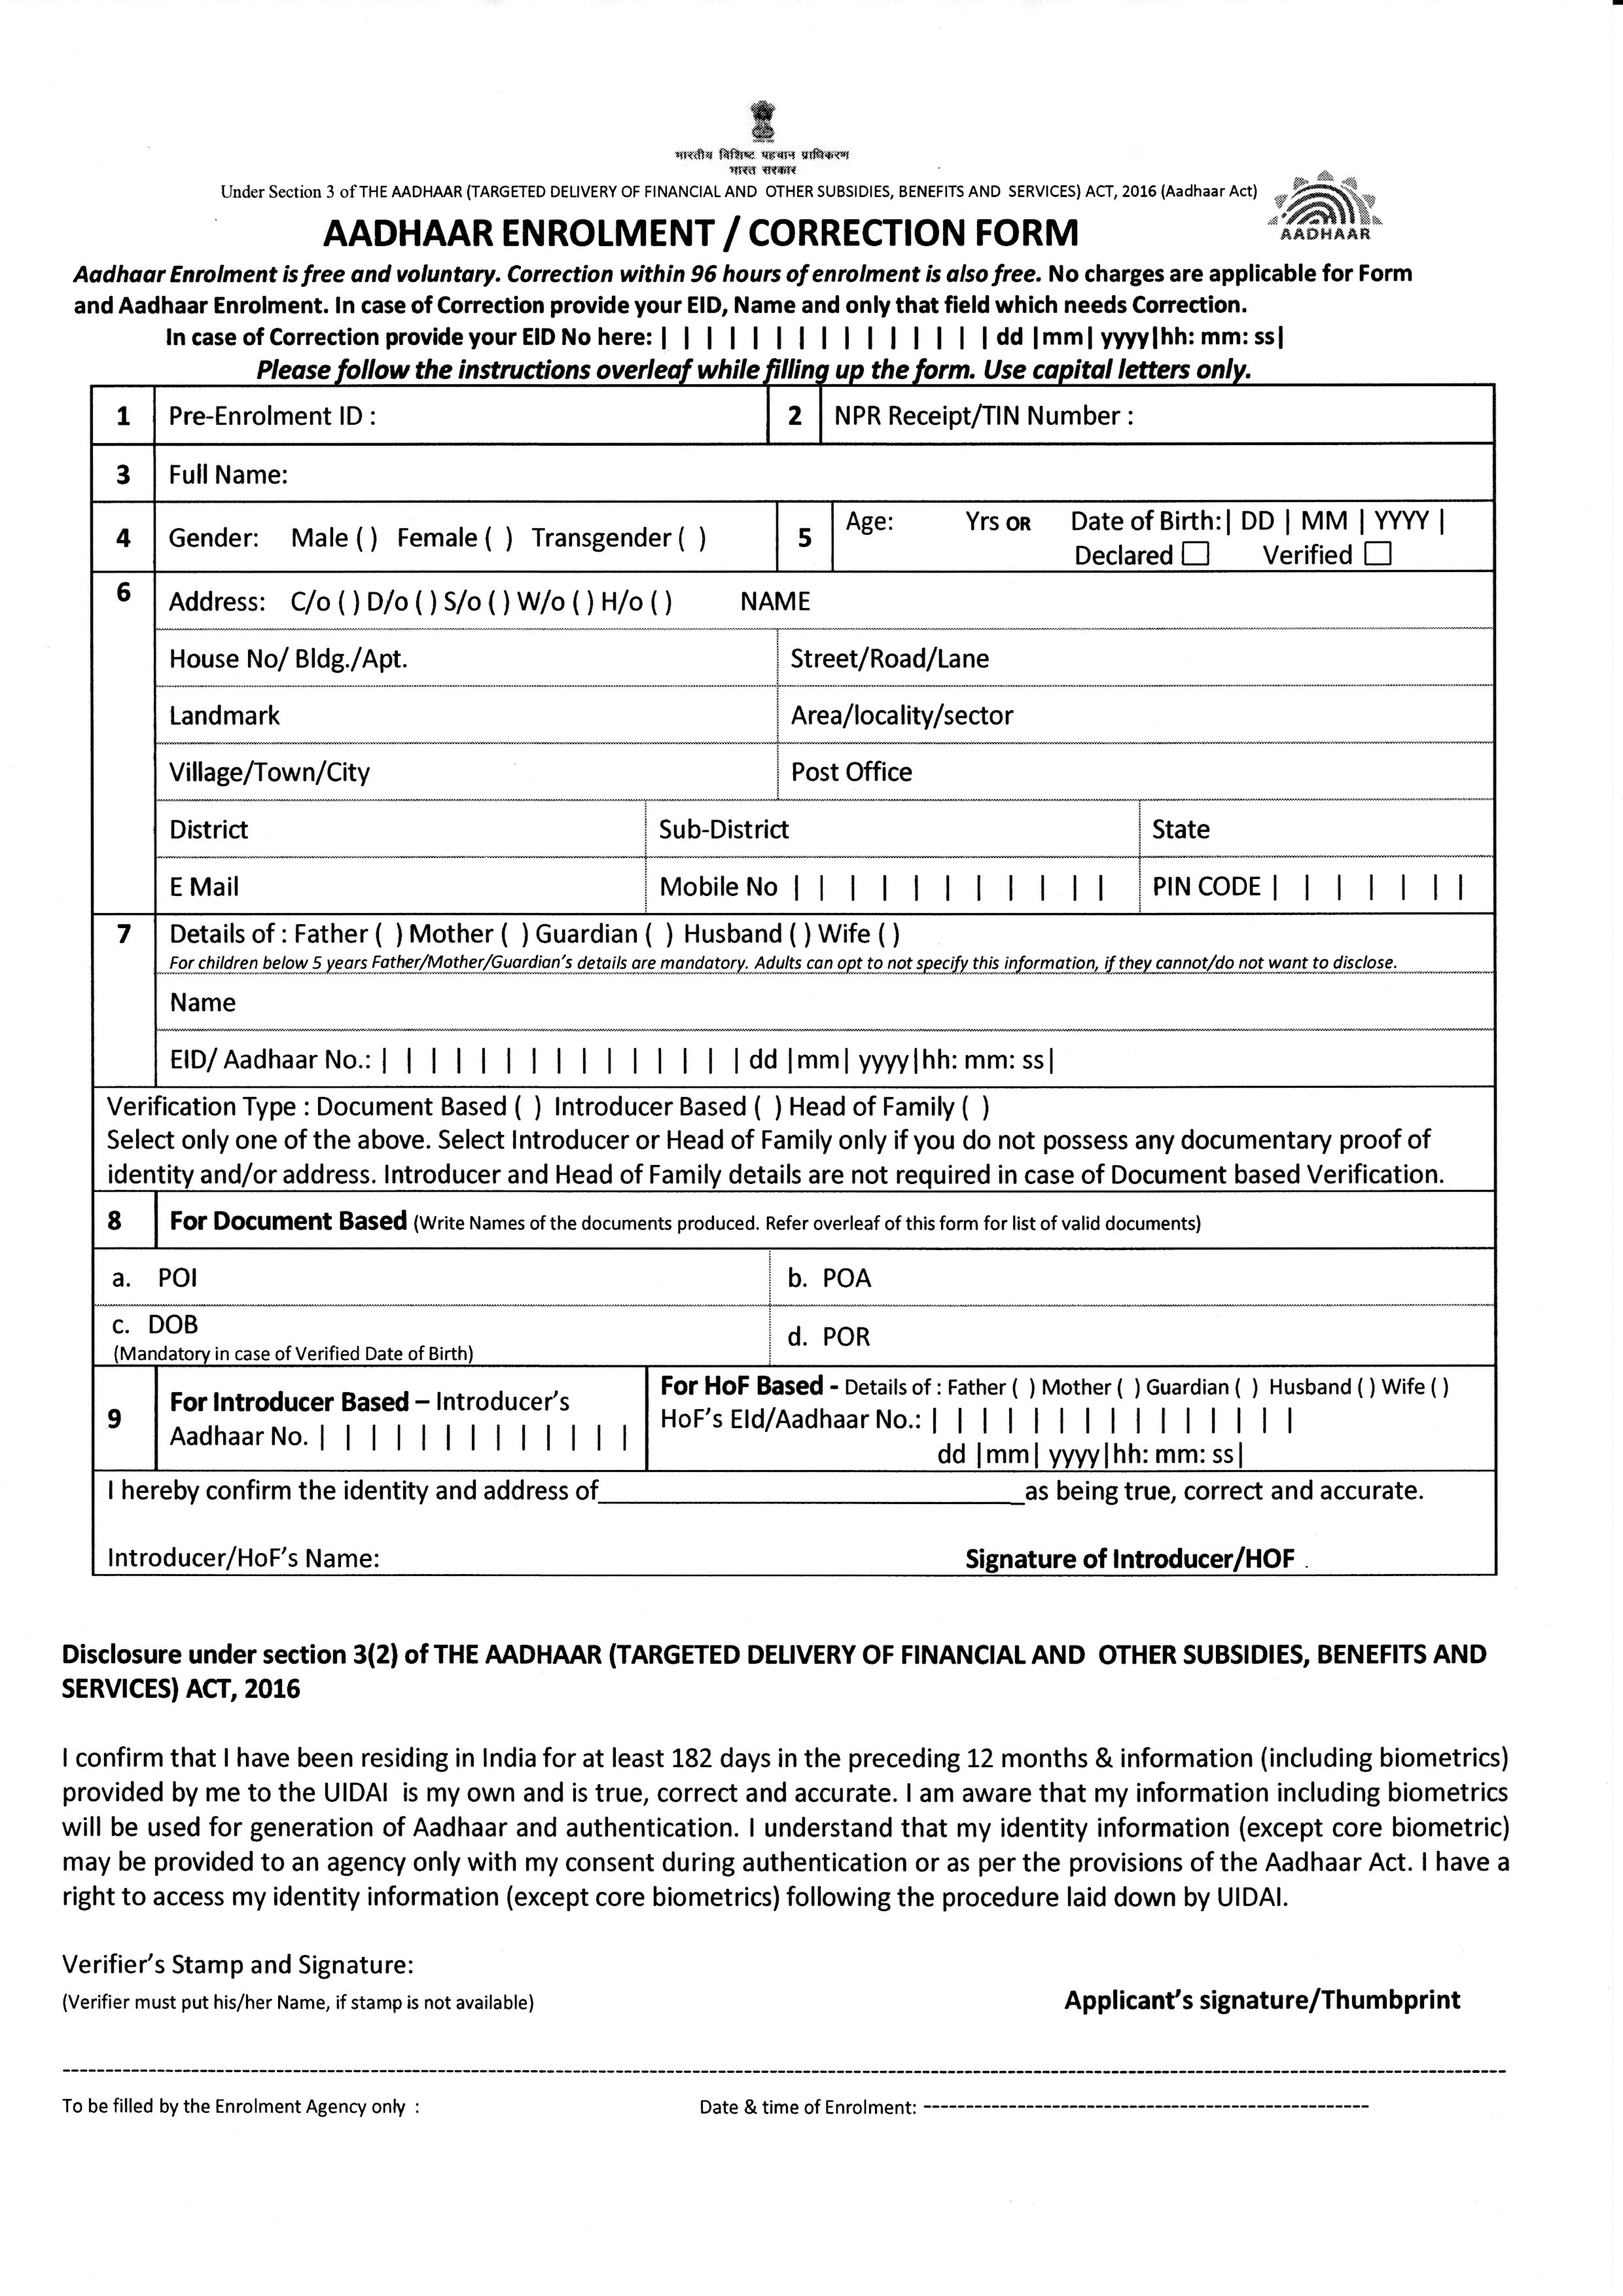 भारतीय विशिष्ट पहचान प्राधिकरण
भारत सरकार
Under Section 3 of THE AADHAAR (TARGETED DELIVERY OF FINANCIAL AND OTHER SUBSIDIES, BENEFITS AND SERVICES) ACT, 2016 (Aadhaar Act)
AADHAAR
AADHAAR ENROLMENT / CORRECTION FORM
Aadhaar Enrolment is free and voluntary. Correction within 96 hours of enrolment is also free. No charges are applicable for Form
and Aadhaar Enrolment. In case of Correction provide your EID, Name and only that field which needs Correction.
In case of Correction provide your EID No here: | | | | | | | | | | | | | | | dd |mm| yyyy|hh: mm: ss|
Please follow the instructions overleaf while filling up the form. Use capital letters only.
1 Pre-Enrolment ID : 2 NPR Receipt/TIN Number :
3 Full Name:
4 Gender: Male ( ) Female ( ) Transgender ( ) 5 Age: Yrs OR Date of Birth:| DD | MM | YYYY |
Declared Verified
6 Address: C/o ( ) D/o ( ) S/o ( ) W/o ( ) H/o ( ) NAME
House No/ Bldg./Apt. Street/Road/Lane
Landmark Area/locality/sector
Village/Town/City Post Office
District Sub-District State
E Mail Mobile No | | | | | | | | | | | PIN CODE | | | | | | |
7 Details of : Father ( ) Mother ( ) Guardian ( ) Husband ( ) Wife ( )
For children below 5 years Father/Mother/Guardian's details are mandatory. Adults can opt to not specify this information, if they cannot/do not want to disclose.
Name
EID/ Aadhaar No.: | | | | | | | | | | | | | | | dd |mm| yyyy|hh: mm: ss|
Verification Type : Document Based ( ) Introducer Based ( ) Head of Family ( )
Select only one of the above. Select Introducer or Head of Family only if you do not possess any documentary proof of
identity and/or address. Introducer and Head of Family details are not required in case of Document based Verification.
8 For Document Based (Write Names of the documents produced. Refer overleaf of this form for list of valid documents)
a. POI b. POA
c. DOB d. POR
(Mandatory in case of Verified Date of Birth)
9 For Introducer Based – Introducer's
Aadhaar No. | | | | | | | | | | | | |
For HoF Based - Details of : Father ( ) Mother ( ) Guardian ( ) Husband ( ) Wife ( )
HoF's EId/Aadhaar No.: | | | | | | | | | | | | | | |
dd |mm| yyyy|hh: mm: ss|
I hereby confirm the identity and address of______________________________as being true, correct and accurate.
Introducer/HoF's Name: Signature of Introducer/HOF
Disclosure under section 3(2) of THE AADHAAR (TARGETED DELIVERY OF FINANCIAL AND OTHER SUBSIDIES, BENEFITS AND
SERVICES) ACT, 2016
I confirm that I have been residing in India for at least 182 days in the preceding 12 months & information (including biometrics)
provided by me to the UIDAI is my own and is true, correct and accurate. I am aware that my information including biometrics
will be used for generation of Aadhaar and authentication. I understand that my identity information (except core biometric)
may be provided to an agency only with my consent during authentication or as per the provisions of the Aadhaar Act. I have a
right to access my identity information (except core biometrics) following the procedure laid down by UIDAI.
Verifier's Stamp and Signature:
(Verifier must put his/her Name, if stamp is not available) Applicant's signature/Thumbprint
To be filled by the Enrolment Agency only : Date & time of Enrolment: ----------------------------------------------------